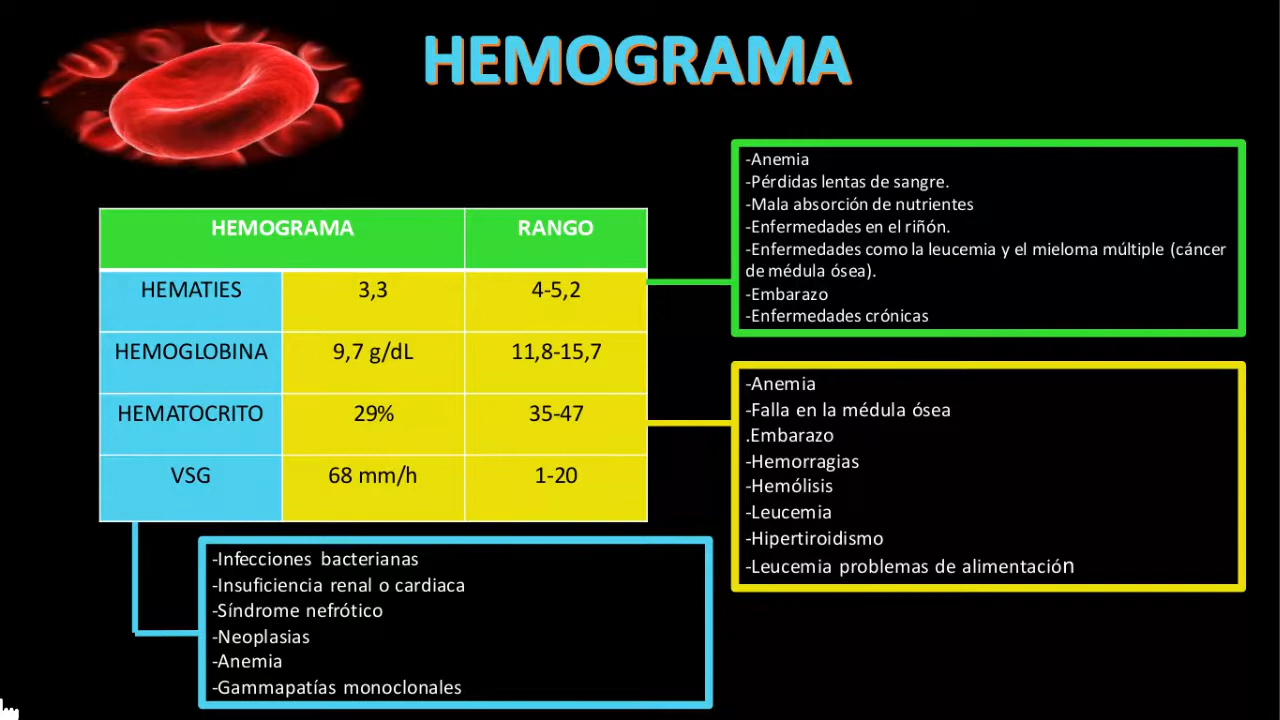 HEMOGRAMA
HEMOGRAMA RANGO
HEMATIES 3,3 4-5,2
HEMOGLOBINA 9,7 g/dL 11,8-15,7
HEMATOCRITO 29% 35-47
VSG 68 mm/h 1-20
-Anemia
-Pérdidas lentas de sangre.
-Mala absorción de nutrientes
-Enfermedades en el riñón.
-Enfermedades como la leucemia y el mieloma múltiple (cáncer
de médula ósea).
-Embarazo
-Enfermedades crónicas
-Anemia
-Falla en la médula ósea
.Embarazo
-Hemorragias
-Hemólisis
-Leucemia
-Hipertiroidismo
-Leucemia problemas de alimentación
-Infecciones bacterianas
-Insuficiencia renal o cardiaca
-Síndrome nefrótico
-Neoplasias
-Anemia
-Gammapatías monoclonales